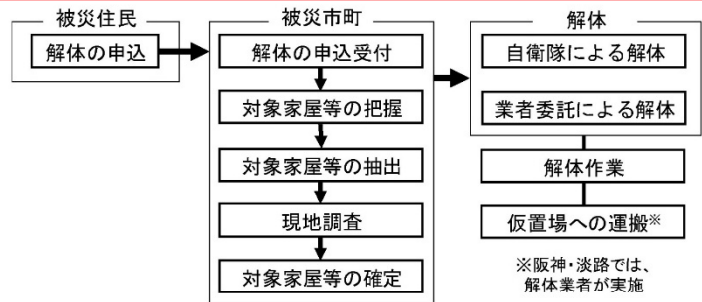 被災住民
解体の申込
被災市町
解体の申込受付
対象家屋等の把握
対象家屋等の抽出
現地調査
対象家屋等の確定
解体
自衛隊による解体
業者委託による解体
解体作業
仮置場への運搬※
※阪神・淡路では、
解体業者が実施